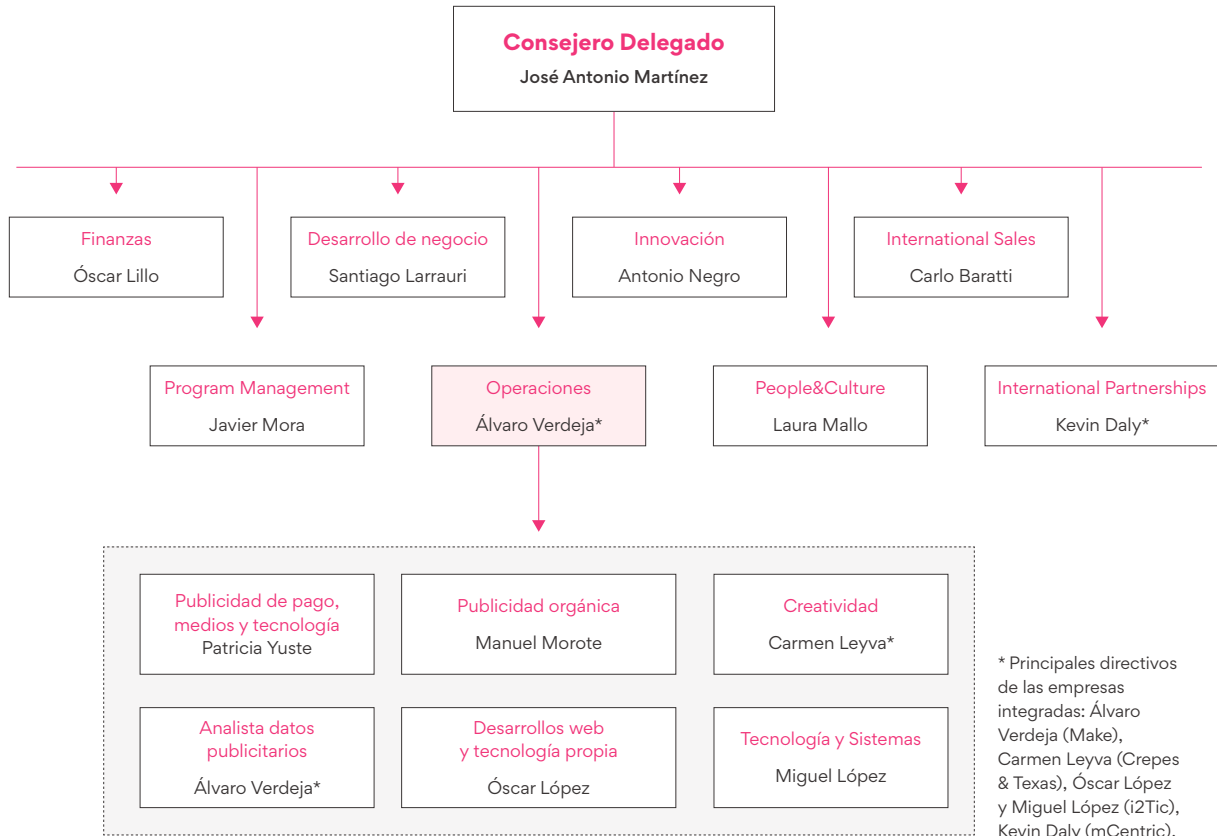 Consejero Delegado
José Antonio Martínez
Finanzas
Óscar Lillo
Desarrollo de negocio
Santiago Larrauri
Innovación
Antonio Negro
International Sales
Carlo Baratti
Program Management
Javier Mora
Operaciones
Álvaro Verdeja*
People&Culture
Laura Mallo
International Partnerships
Kevin Daly*
Publicidad de pago,
medios y tecnología
Patricia Yuste
Publicidad orgánica
Manuel Morote
Creatividad
Carmen Leyva*
Analista datos
publicitarios
Álvaro Verdeja*
Desarrollos web
y tecnología propia
Óscar López
Tecnología y Sistemas
Miguel López
* Principales directivos
de las empresas
integradas: Álvaro
Verdeja (Make),
Carmen Leyva (Crepes
& Texas), Óscar López
y Miguel López (i2Tic),
Kevin Daly (mCentric).